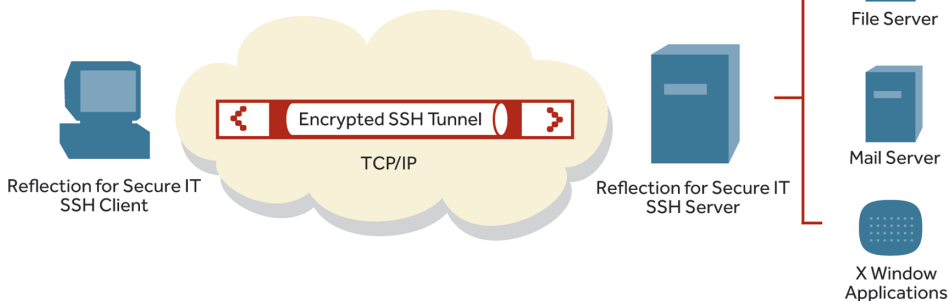 File Server
Encrypted SSH Tunnel
TCP/IP
Reflection for Secure IT
SSH Client
Reflection for Secure IT
SSH Server
Mail Server
X Window
Applications